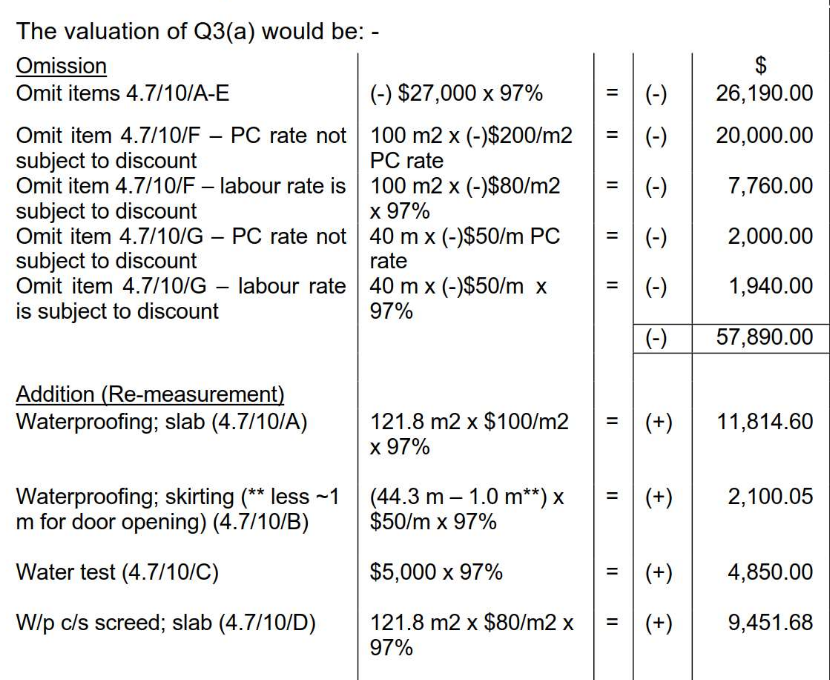 The valuation of Q3(a) would be: -
Omission $
Omit items 4.7/10/A-E (-) $27,000 x 97% = (-) 26,190.00
Omit item 4.7/10/F – PC rate not 100 m2 x (-)$200/m2 = (-) 20,000.00
subject to discount PC rate
Omit item 4.7/10/F – labour rate is 100 m2 x (-)$80/m2 = (-) 7,760.00
subject to discount x 97%
Omit item 4.7/10/G – PC rate not 40 m x (-)$50/m PC = (-) 2,000.00
subject to discount rate
Omit item 4.7/10/G – labour rate 40 m x (-)$50/m x = (-) 1,940.00
is subject to discount 97%
(-) 57,890.00
Addition (Re-measurement)
Waterproofing; slab (4.7/10/A) 121.8 m2 x $100/m2 = (+) 11,814.60
x 97%
Waterproofing; skirting (** less ~1 (44.3 m – 1.0 m**) x = (+) 2,100.05
m for door opening) (4.7/10/B) $50/m x 97%
Water test (4.7/10/C) $5,000 x 97% = (+) 4,850.00
W/p c/s screed; slab (4.7/10/D) 121.8 m2 x $80/m2 x = (+) 9,451.68
97%